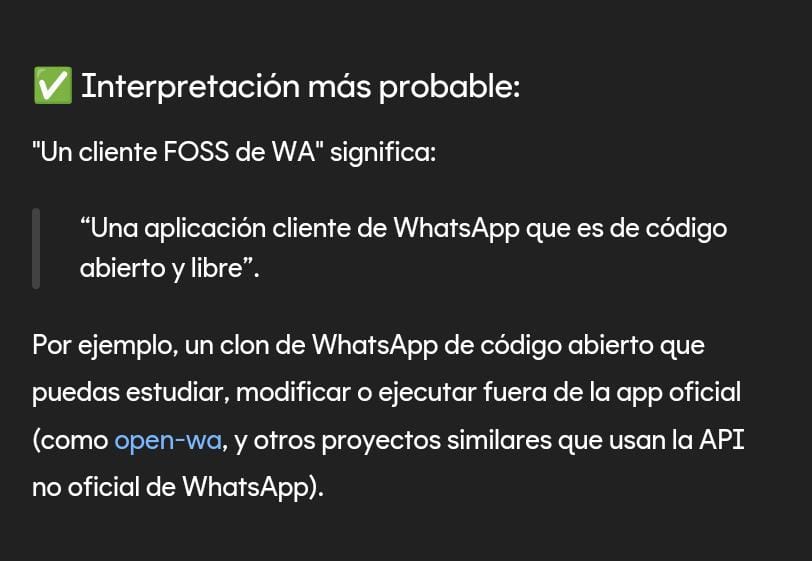 ✅ Interpretación más probable:
"Un cliente FOSS de WA" significa:
“Una aplicación cliente de WhatsApp que es de código
abierto y libre”.
Por ejemplo, un clon de WhatsApp de código abierto que
puedas estudiar, modificar o ejecutar fuera de la app oficial
(como open-wa, y otros proyectos similares que usan la API
no oficial de WhatsApp).